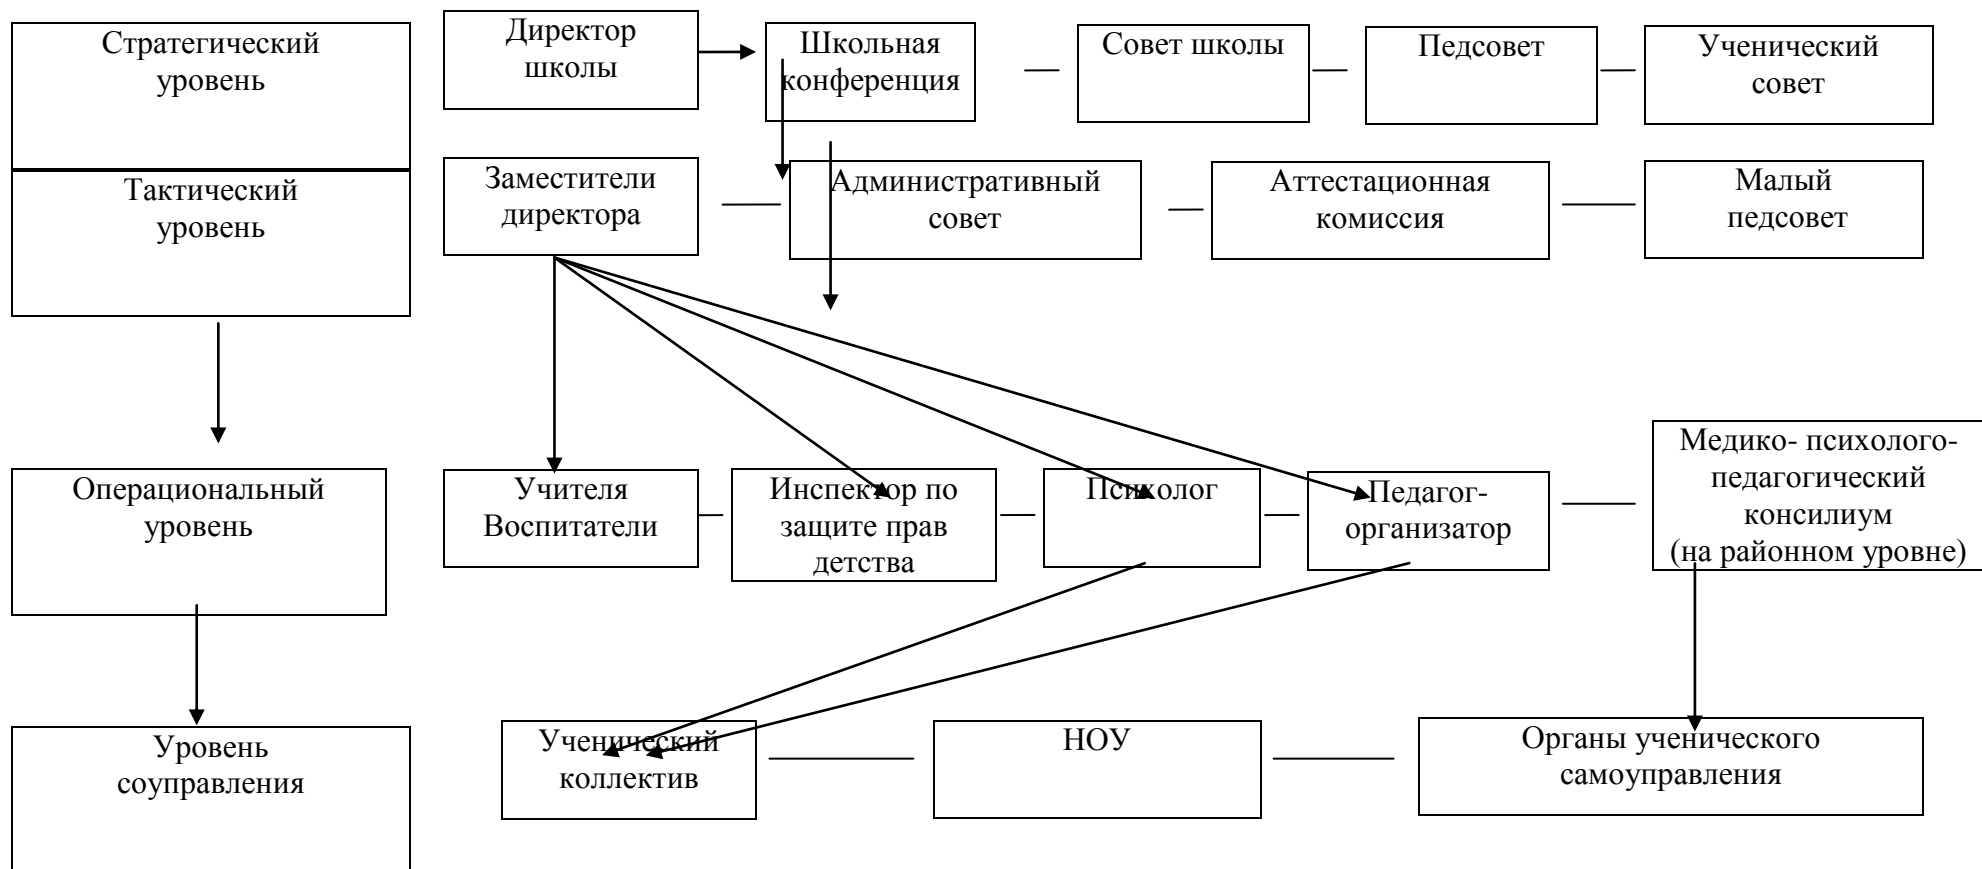 Стратегический
уровень
Директор
школы
Школьная
конференция
Совет школы
Педсовет
Ученический
совет
Тактический
уровень
Заместители
директора
Административный
совет
Аттестационная
комиссия
Малый
педсовет
Операциональный
уровень
Учителя
Воспитатели
Инспектор по
защите прав
детства
Психолог
Педагог-
организатор
Медико- психолого-
педагогический
консилиум
(на районном уровне)
Уровень
соуправления
Ученический
коллектив
НОУ
Органы ученического
самоуправления